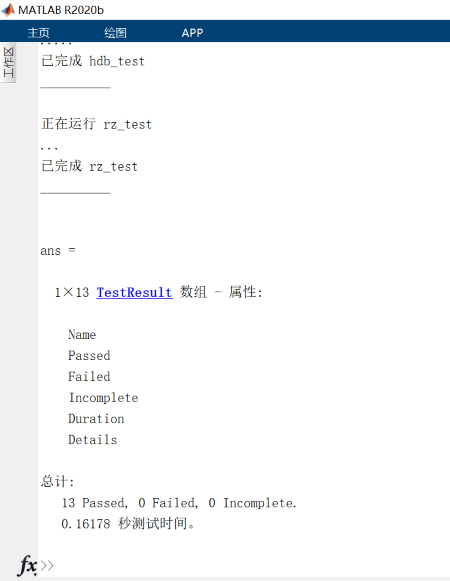 MATLAB R2020b
主页 绘图 APP
工作区
.....
已完成 hdb_test
__________
正在运行 rz_test
...
已完成 rz_test
__________
ans =
1×13 TestResult 数组 - 属性:
Name
Passed
Failed
Incomplete
Duration
Details
总计:
13 Passed, 0 Failed, 0 Incomplete.
0.16178 秒测试时间。
fx >>